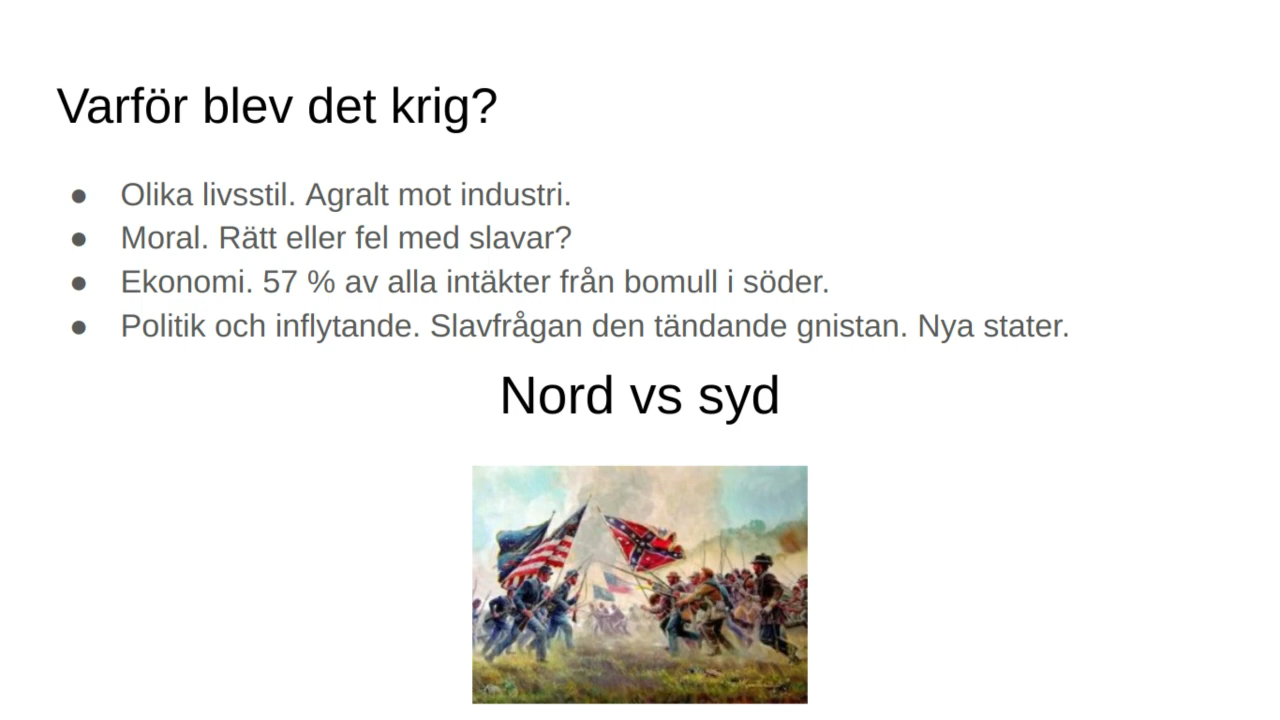 Varför blev det krig?
● Olika livsstil. Agralt mot industri.
● Moral. Rätt eller fel med slavar?
● Ekonomi. 57 % av alla intäkter från bomull i söder.
● Politik och inflytande. Slavfrågan den tändande gnistan. Nya stater.
Nord vs syd